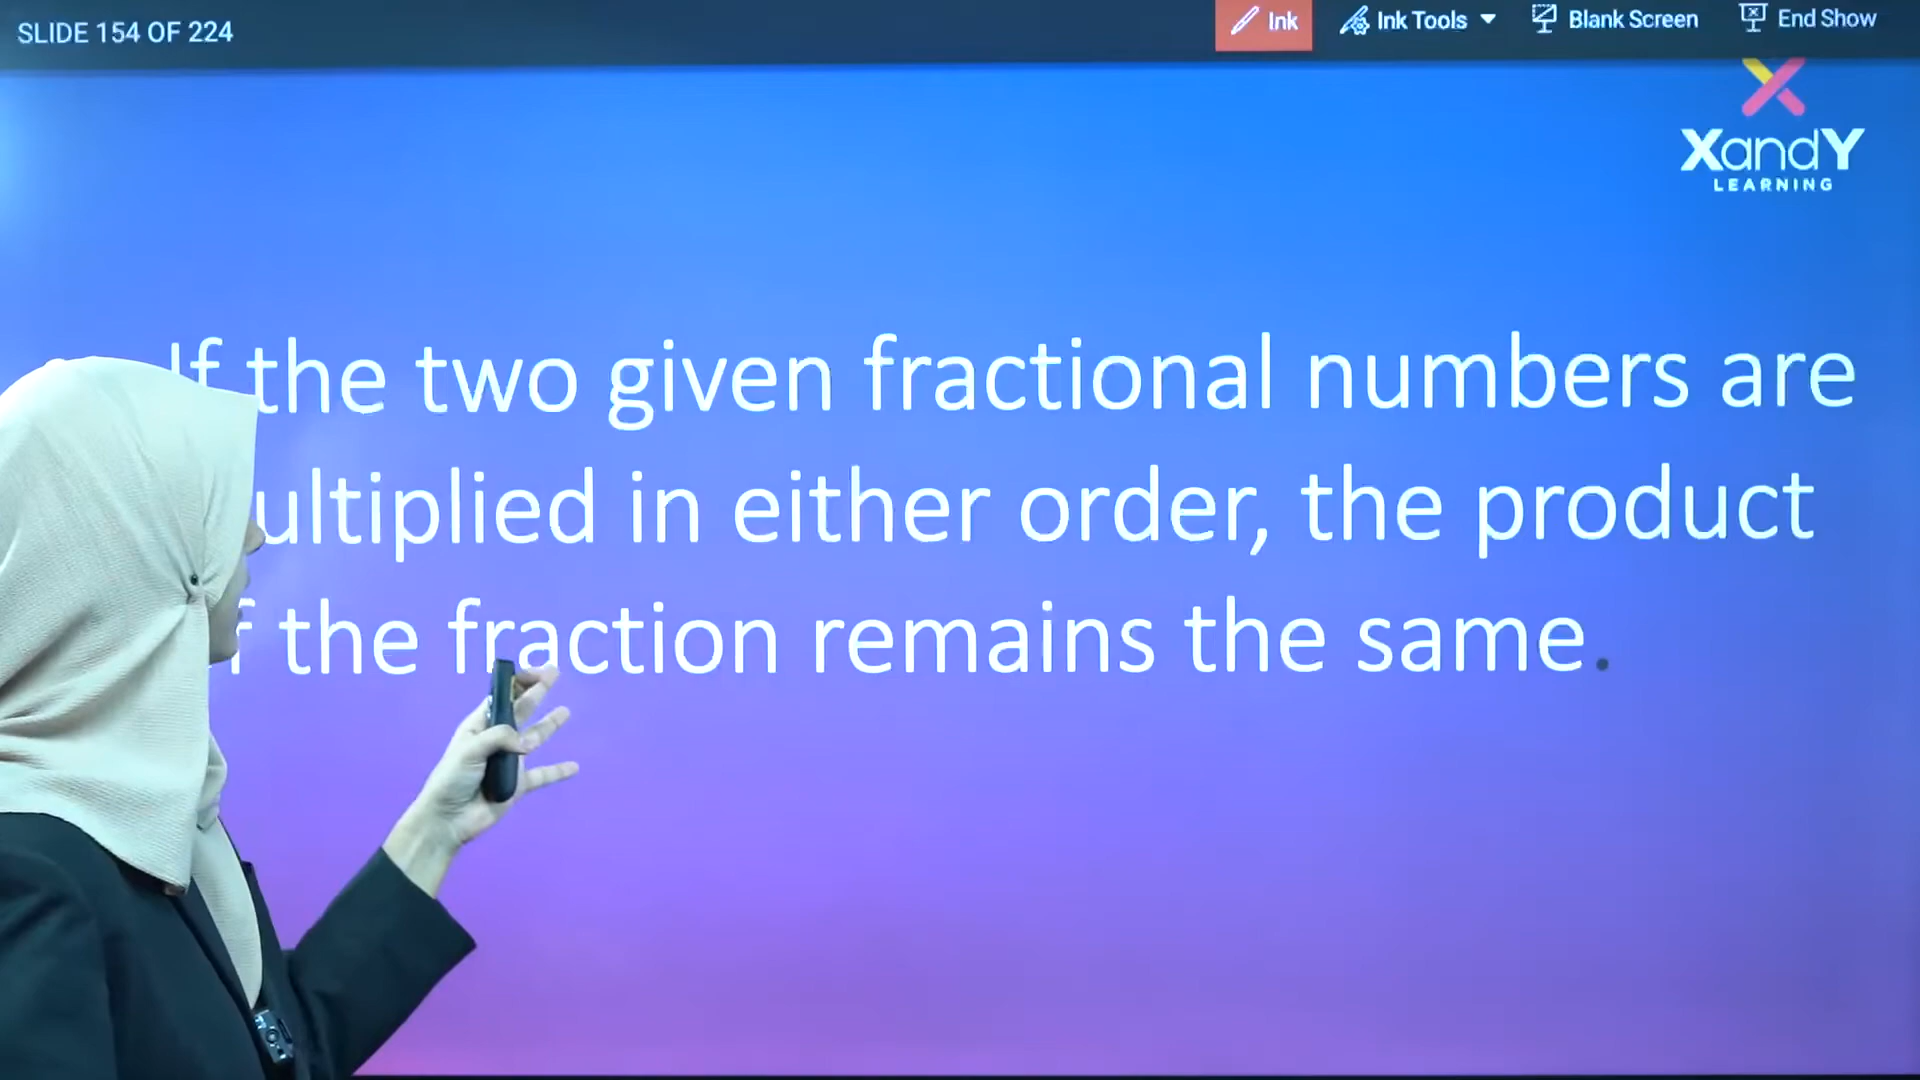 SLIDE 154 OF 224
Ink
Ink Tools
Blank Screen
End Show
XandY
LEARNING
If the two given fractional numbers are
ultiplied in either order, the product
f the fraction remains the same.